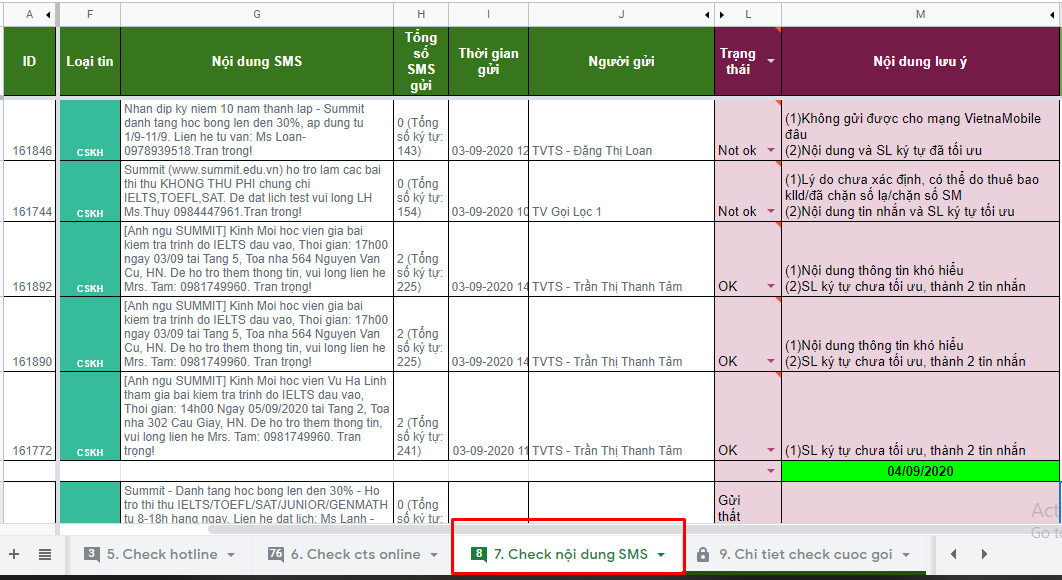 A F G H I J L M
ID
Loại tin
Nội dung SMS
Tổng
số
SMS
gửi
Thời gian
gửi
Người gửi
Trạng
thái
Nội dung lưu ý
161846
CSKH
Nhan dip ky niem 10 nam thanh lap - Summit
danh tang hoc bong len den 30%, ap dung tu
1/9-11/9. Lien he tu van: Ms Loan-
0978939518.Tran trong!
0 (Tổng
số ký tự:
143)
03-09-2020 12
TVTS - Đặng Thị Loan
Not ok
(1)Không gửi được cho mạng VietnaMobile
đâu
(2)Nội dung và SL ký tự đã tối ưu
161744
CSKH
Summit (www.summit.edu.vn) ho tro lam cac bai
thi thu KHONG THU PHI chung chi
IELTS,TOEFL,SAT. De dat lich test vui long LH
Ms.Thuy 0984447961.Tran trong!
0 (Tổng
số ký tự:
154)
03-09-2020 10
TV Gọi Lọc 1
Not ok
(1)Lý do chưa xác định, có thể do thuê bao
klld/đã chặn số lạ/chặn số SM
(2)Nội dung tin nhắn và SL ký tự tối ưu
161892
CSKH
[Anh ngu SUMMIT] Kinh Moi hoc vien gia bai
kiem tra trinh do IELTS dau vao, Thoi gian: 17h00
ngay 03/09 tai Tang 5, Toa nha 564 Nguyen Van
Cu, HN. De ho tro them thong tin, vui long lien he
Mrs. Tam: 0981749960. Tran trọng!
2 (Tổng
số ký tự:
225)
03-09-2020 14
TVTS - Trần Thị Thanh Tâm
OK
(1)Nội dung thông tin khó hiểu
(2)SL ký tự chưa tối ưu, thành 2 tin nhắn
161890
CSKH
[Anh ngu SUMMIT] Kinh Moi hoc vien gia bai
kiem tra trinh do IELTS dau vao, Thoi gian: 17h00
ngay 03/09 tai Tang 5, Toa nha 564 Nguyen Van
Cu, HN. De ho tro them thong tin, vui long lien he
Mrs. Tam: 0981749960. Tran trọng!
2 (Tổng
số ký tự:
225)
03-09-2020 14
TVTS - Trần Thị Thanh Tâm
OK
(1)Nội dung thông tin khó hiểu
(2)SL ký tự chưa tối ưu, thành 2 tin nhắn
161772
CSKH
[Anh ngu SUMMIT] Kinh Moi hoc vien Vu Ha Linh
tham gia bai kiem tra trinh do IELTS dau vao,
Thoi gian: 14h00 Ngay 05/09/2020 tai Tang 2, Toa
nha 302 Cau Giay, HN. De ho tro them thong tin,
vui long lien he Mrs. Tam: 0981749960. Tran
trọng!
2 (Tổng
số ký tự:
241)
03-09-2020 11
TVTS - Trần Thị Thanh Tâm
OK
(1)SL ký tự chưa tối ưu, thành 2 tin nhắn
04/09/2020
Summit - Danh tang hoc bong len den 30% - Ho
tro thi thu IELTS/TOEFL/SAT/JUNIOR/GENMATH
tu 8-18h hang ngay. Lien he dat lich: Ms Lanh -
0 (Tổng
số ký tự:
Gửi
thất
Act
Go to
3 5. Check hotline
76 6. Check cts online
8 7. Check nội dung SMS
9. Chi tiet check cuoc goi